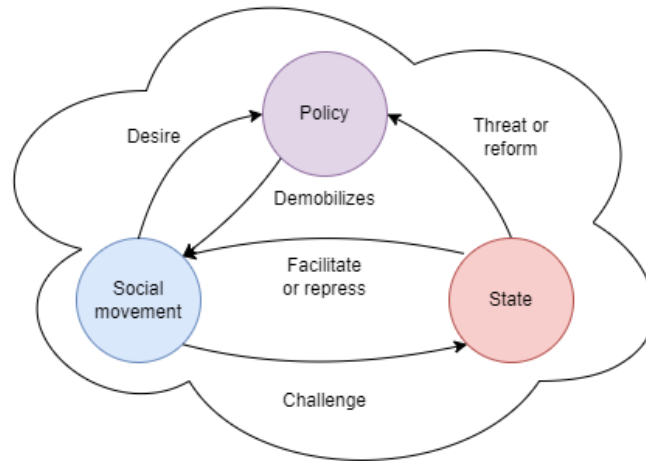 Policy
Desire
Threat or
reform
Demobilizes
Facilitate
or repress
Social
movement
State
Challenge